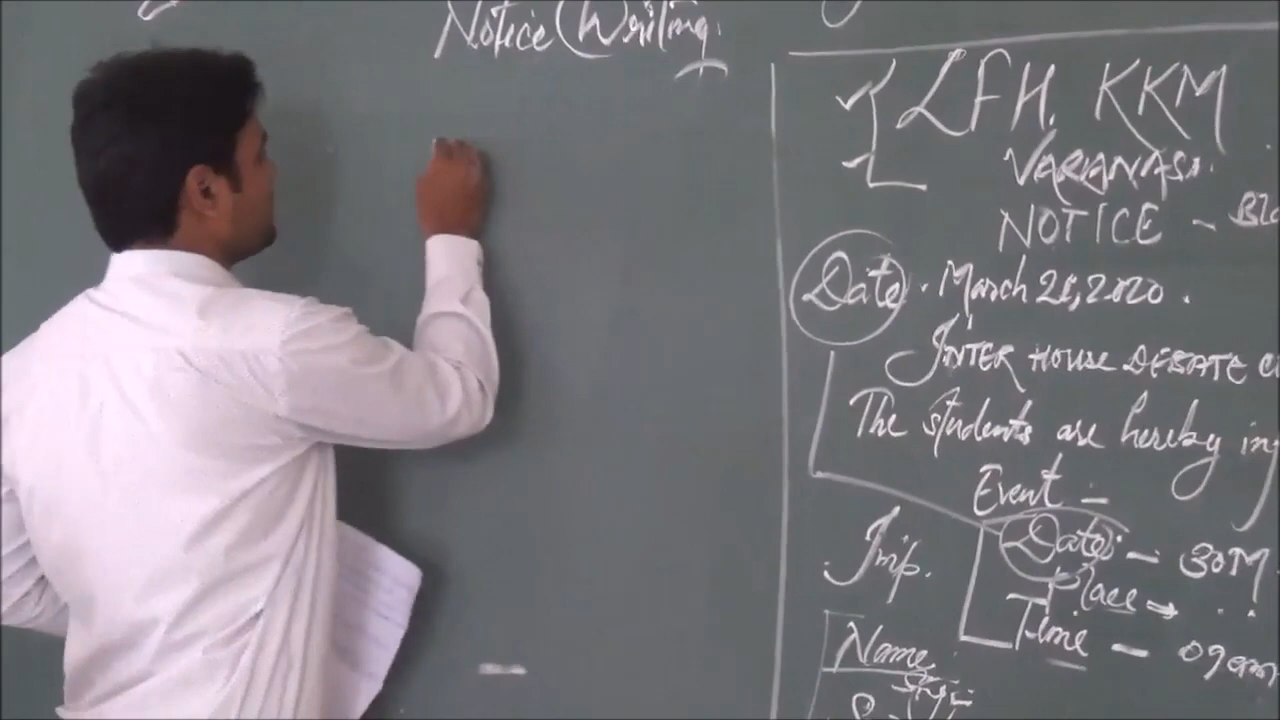 Notice Writing.
LFH. KKM
VARANASI.
NOTICE -
Date. March 21, 2020.
INTER HOUSE DEBATE
The students are hereby
Event -
Imp.
Date: - 30M
Place → . .
Time - 09am
Name